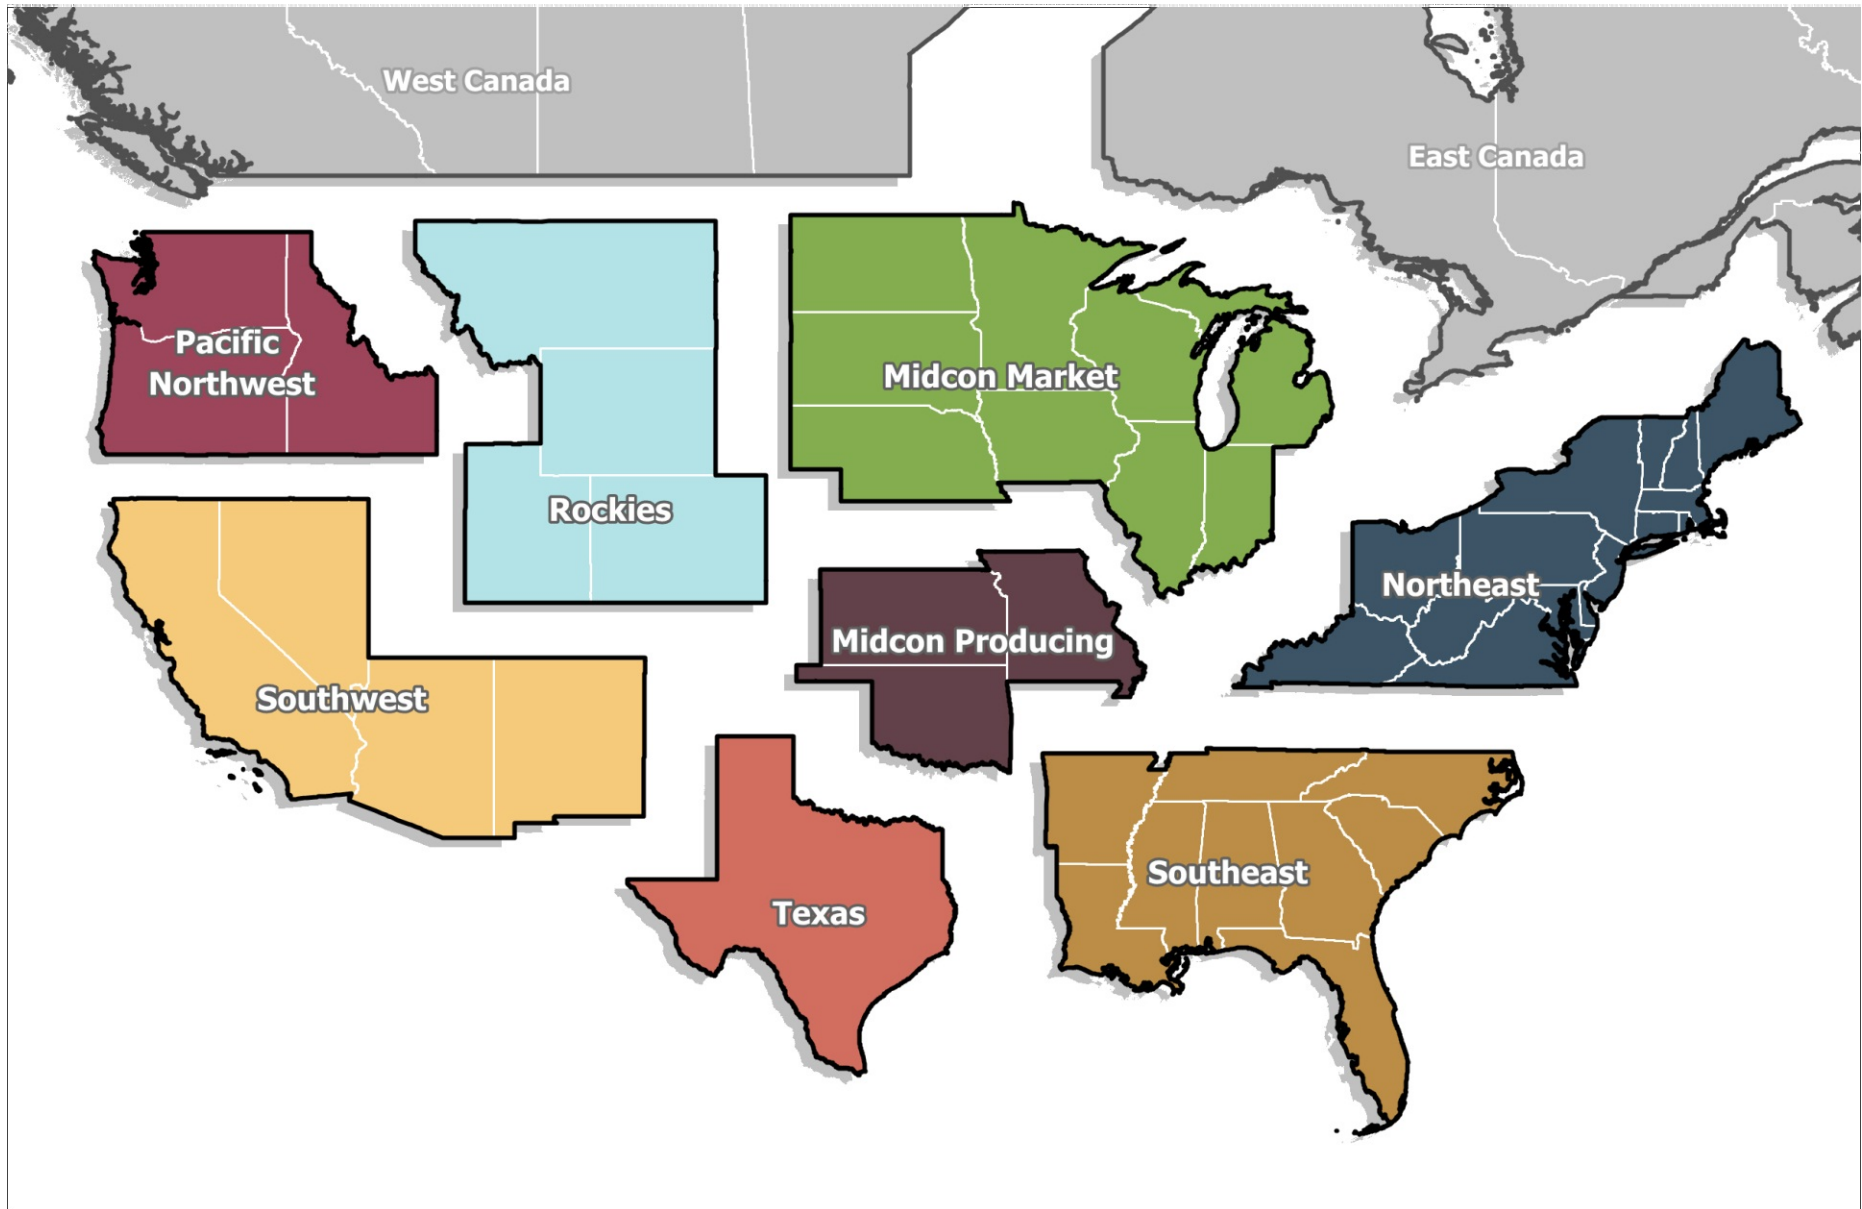 West Canada
East Canada
Pacific
Northwest
Midcon Market
Rockies
Northeast
Midcon Producing
Southwest
Southeast
Texas